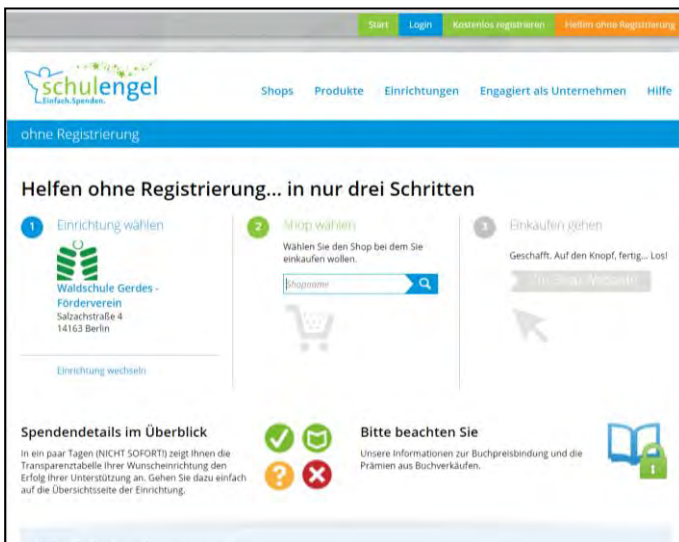 Start Login Kostenlos registrieren Helfen ohne Registrierung
schulengel
Einfach.Spenden.
Shops Produkte Einrichtungen Engagiert als Unternehmen Hilfe
ohne Registrierung
Helfen ohne Registrierung... in nur drei Schritten
1 Einrichtung wählen
Waldschule Gerdes -
Förderverein
Salzachstraße 4
14163 Berlin
Einrichtung wechseln
2 Shop wählen
Wählen Sie den Shop bei dem Sie
einkaufen wollen.
Shopname
3 Einkaufen gehen
Geschafft. Auf den Knopf, fertig... Los!
Zur Shop-Webseite
Spendendetails im Überblick
In ein paar Tagen (NICHT SOFORT!) zeigt Ihnen die
Transparenztabelle Ihrer Wunscheinrichtung den
Erfolg Ihrer Unterstützung an. Gehen Sie dazu einfach
auf die Übersichtsseite der Einrichtung.
Bitte beachten Sie
Unsere Informationen zur Buchpreisbindung und die
Prämien aus Buchverkäufen.